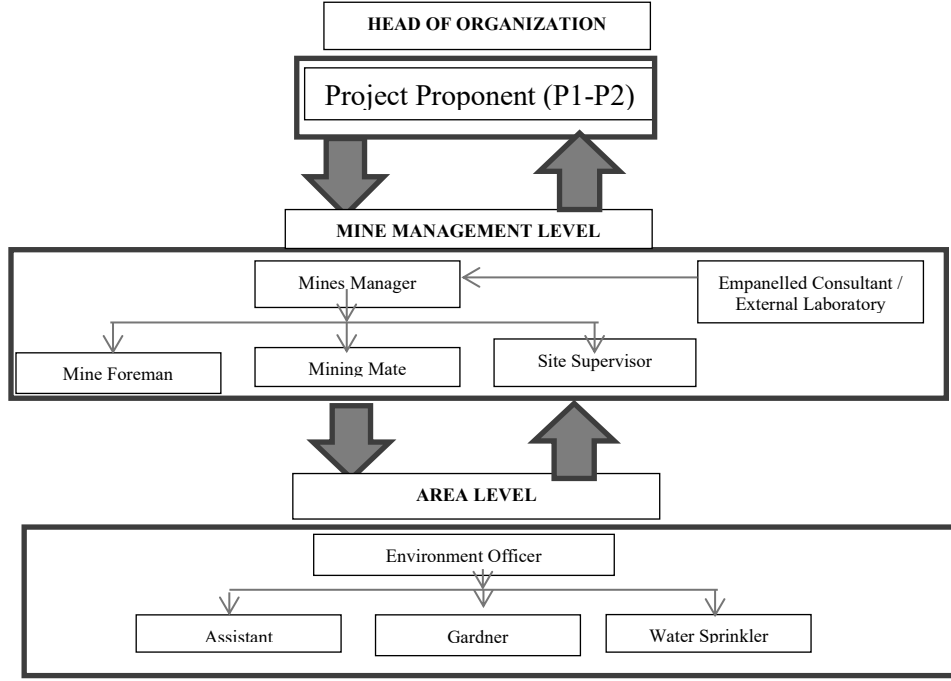 HEAD OF ORGANIZATION
Project Proponent (P1-P2)
MINE MANAGEMENT LEVEL
Mines Manager
Empanelled Consultant /
External Laboratory
Mine Foreman
Mining Mate
Site Supervisor
AREA LEVEL
Environment Officer
Assistant
Gardner
Water Sprinkler